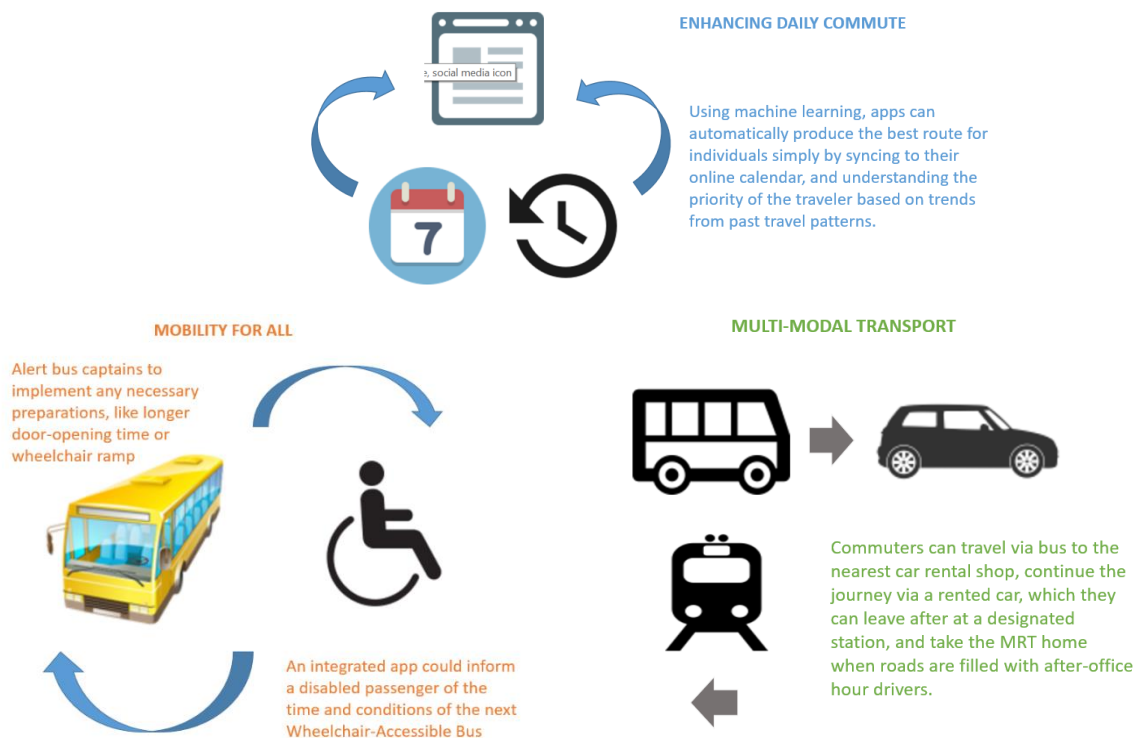 ENHANCING DAILY COMMUTE
e, social media icon
Using machine learning, apps can
automatically produce the best route for
individuals simply by syncing to their
online calendar, and understanding the
priority of the traveler based on trends
from past travel patterns.
7
MOBILITY FOR ALL
Alert bus captains to
implement any necessary
preparations, like longer
door-opening time or
wheelchair ramp
An integrated app could inform
a disabled passenger of the
time and conditions of the next
Wheelchair-Accessible Bus
MULTI-MODAL TRANSPORT
Commuters can travel via bus to the
nearest car rental shop, continue the
journey via a rented car, which they
can leave after at a designated
station, and take the MRT home
when roads are filled with after-office
hour drivers.